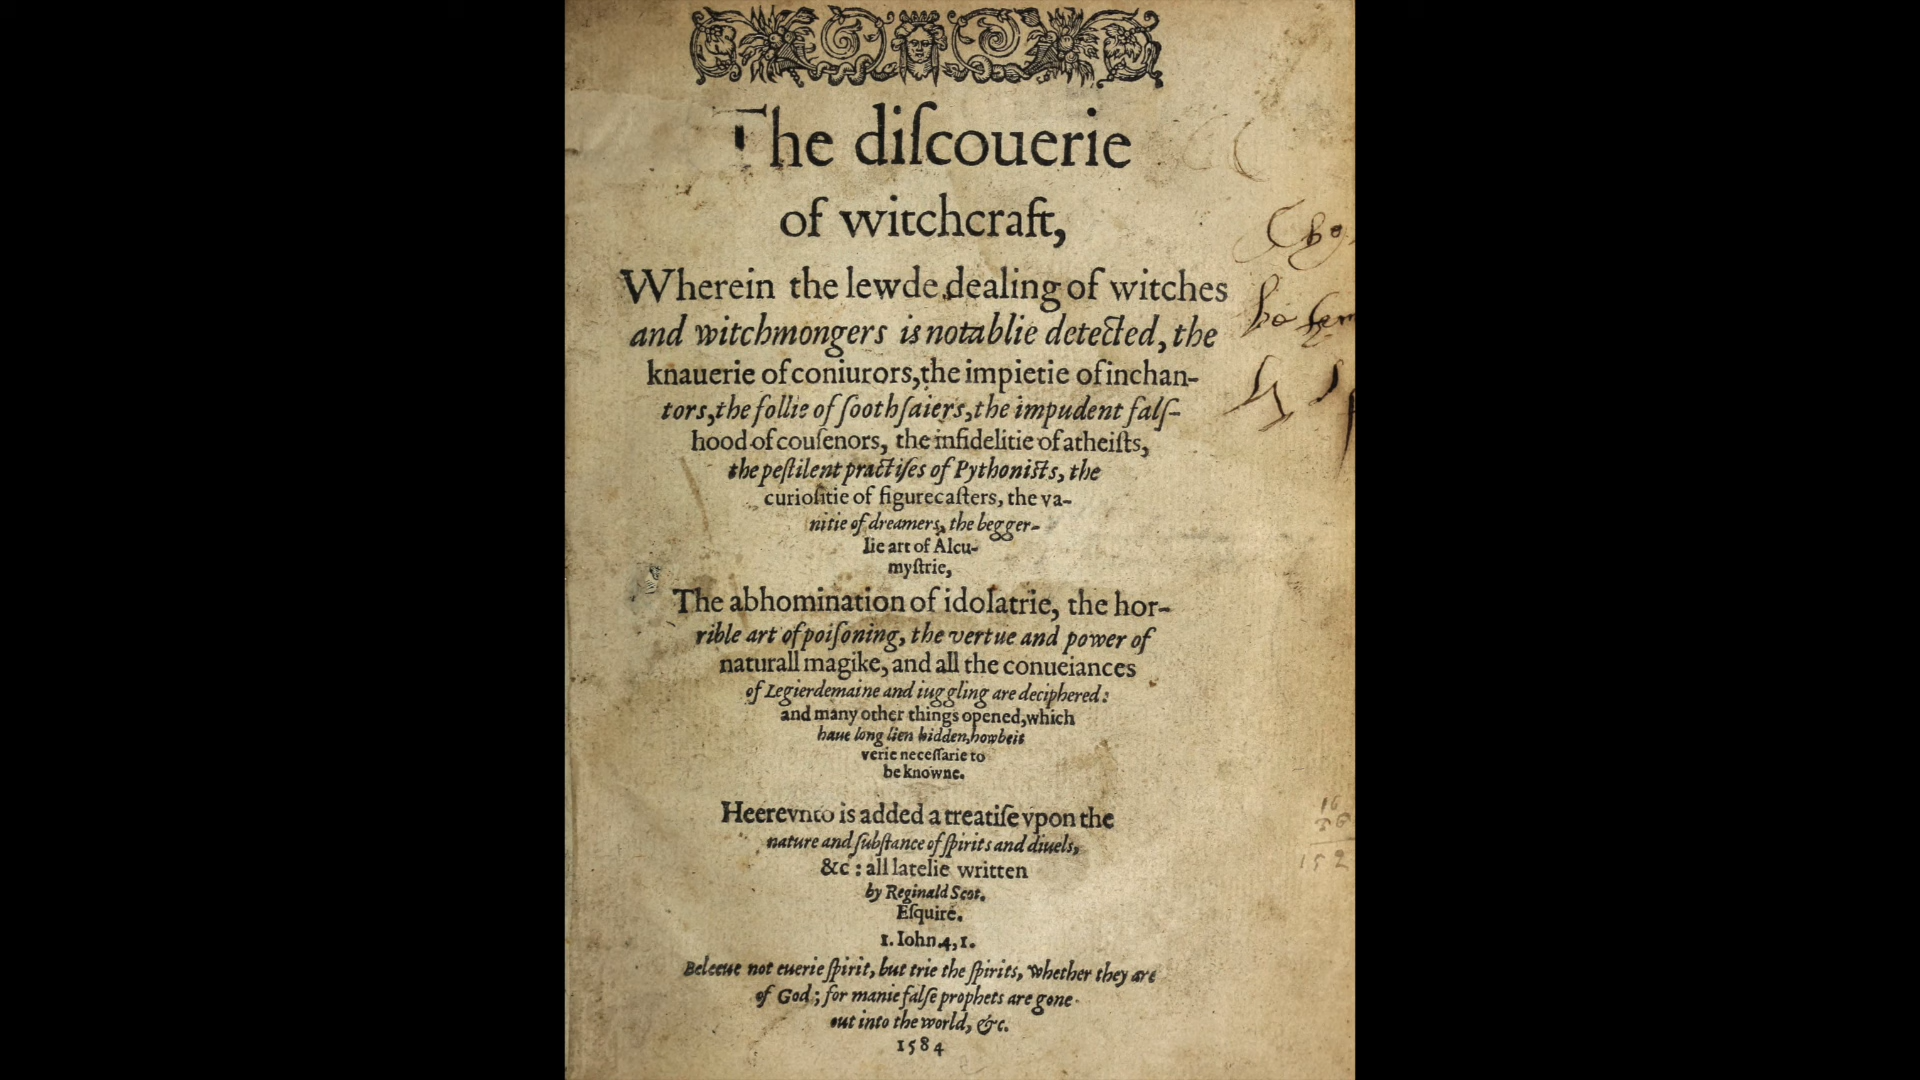 The diſcouerie
of witchcraft,
Wherein the lewde dealing of witches
and witchmongers is notablie detected, the
knauerie of coniurors, the impietie of inchan-
tors, the follie of ſoothſaiers, the impudent falſ-
hood of couſenors, the infidelitie of atheiſts,
the peſtilent practiſes of Pythoniſts, the
curioſitie of figurecaſters, the va-
nitie of dreamers, the begger-
lie art of Alcu-
myſtrie,
The abhomination of idolatrie, the hor-
rible art of poiſoning, the vertue and power of
naturall magike, and all the conueiances
of Legierdemaine and iuggling are deciphered:
and many other things opened, which
haue long lien hidden, howbeit
verie neceſſarie to
be knowne.
Heerevnto is added a treatiſe vpon the
nature and ſubſtance of ſpirits and diuels,
&c: all latelie written
by Reginald Scot.
Eſquire.
1. Iohn.4,1.
Beleeue not euerie ſpirit, but trie the ſpirits, whether they are
of God; for manie falſe prophets are gone
out into the world, &c.
1584